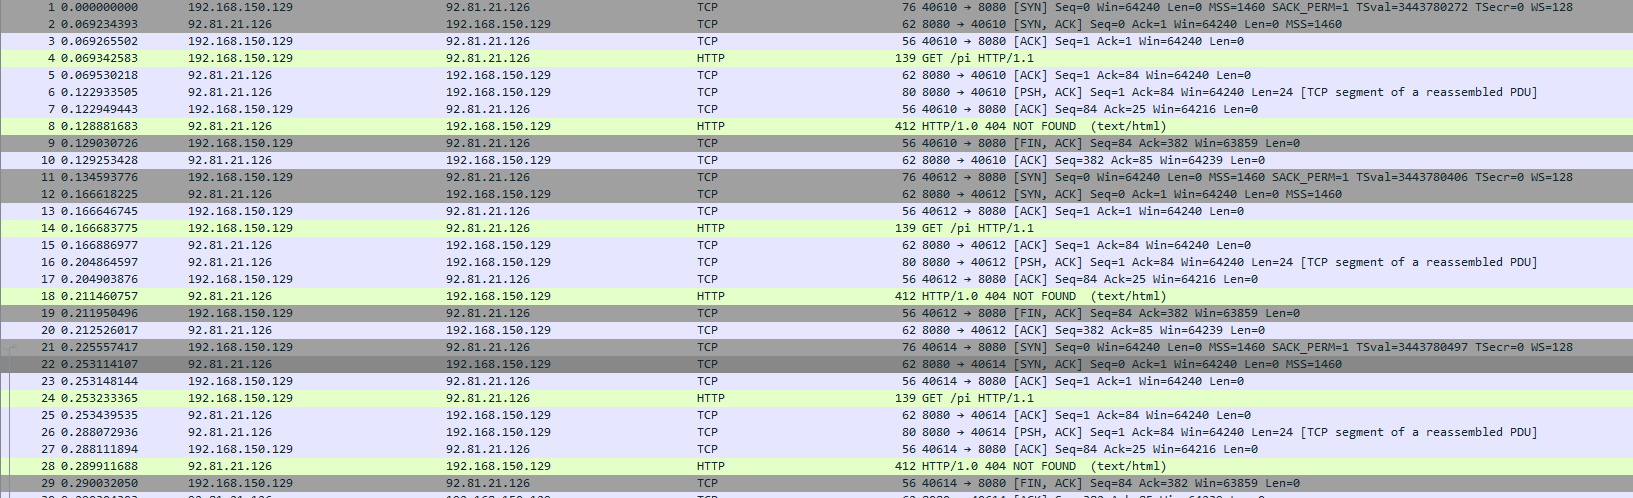 1 0.000000000 192.168.150.129 92.81.21.126 TCP 76 40610 → 8080 [SYN] Seq=0 Win=64240 Len=0 MSS=1460 SACK_PERM=1 TSval=3443780272 TSecr=0 WS=128
2 0.069234393 92.81.21.126 192.168.150.129 TCP 62 8080 → 40610 [SYN, ACK] Seq=0 Ack=1 Win=64240 Len=0 MSS=1460
3 0.069265502 192.168.150.129 92.81.21.126 TCP 56 40610 → 8080 [ACK] Seq=1 Ack=1 Win=64240 Len=0
4 0.069342583 192.168.150.129 92.81.21.126 HTTP 139 GET /pi HTTP/1.1
5 0.069530218 92.81.21.126 192.168.150.129 TCP 62 8080 → 40610 [ACK] Seq=1 Ack=84 Win=64240 Len=0
6 0.122933505 92.81.21.126 192.168.150.129 TCP 80 8080 → 40610 [PSH, ACK] Seq=1 Ack=84 Win=64240 Len=24 [TCP segment of a reassembled PDU]
7 0.122949443 192.168.150.129 92.81.21.126 TCP 56 40610 → 8080 [ACK] Seq=84 Ack=25 Win=64216 Len=0
8 0.128881683 92.81.21.126 192.168.150.129 HTTP 412 HTTP/1.0 404 NOT FOUND (text/html)
9 0.129030726 192.168.150.129 92.81.21.126 TCP 56 40610 → 8080 [FIN, ACK] Seq=84 Ack=382 Win=63859 Len=0
10 0.129253428 92.81.21.126 192.168.150.129 TCP 62 8080 → 40610 [ACK] Seq=382 Ack=85 Win=64239 Len=0
11 0.134593776 192.168.150.129 92.81.21.126 TCP 76 40612 → 8080 [SYN] Seq=0 Win=64240 Len=0 MSS=1460 SACK_PERM=1 TSval=3443780406 TSecr=0 WS=128
12 0.166618225 92.81.21.126 192.168.150.129 TCP 62 8080 → 40612 [SYN, ACK] Seq=0 Ack=1 Win=64240 Len=0 MSS=1460
13 0.166646745 192.168.150.129 92.81.21.126 TCP 56 40612 → 8080 [ACK] Seq=1 Ack=1 Win=64240 Len=0
14 0.166683775 192.168.150.129 92.81.21.126 HTTP 139 GET /pi HTTP/1.1
15 0.166886977 92.81.21.126 192.168.150.129 TCP 62 8080 → 40612 [ACK] Seq=1 Ack=84 Win=64240 Len=0
16 0.204864597 92.81.21.126 192.168.150.129 TCP 80 8080 → 40612 [PSH, ACK] Seq=1 Ack=84 Win=64240 Len=24 [TCP segment of a reassembled PDU]
17 0.204903876 192.168.150.129 92.81.21.126 TCP 56 40612 → 8080 [ACK] Seq=84 Ack=25 Win=64216 Len=0
18 0.211460757 92.81.21.126 192.168.150.129 HTTP 412 HTTP/1.0 404 NOT FOUND (text/html)
19 0.211950496 192.168.150.129 92.81.21.126 TCP 56 40612 → 8080 [FIN, ACK] Seq=84 Ack=382 Win=63859 Len=0
20 0.212526017 92.81.21.126 192.168.150.129 TCP 62 8080 → 40612 [ACK] Seq=382 Ack=85 Win=64239 Len=0
21 0.225557417 192.168.150.129 92.81.21.126 TCP 76 40614 → 8080 [SYN] Seq=0 Win=64240 Len=0 MSS=1460 SACK_PERM=1 TSval=3443780497 TSecr=0 WS=128
22 0.253114107 92.81.21.126 192.168.150.129 TCP 62 8080 → 40614 [SYN, ACK] Seq=0 Ack=1 Win=64240 Len=0 MSS=1460
23 0.253148144 192.168.150.129 92.81.21.126 TCP 56 40614 → 8080 [ACK] Seq=1 Ack=1 Win=64240 Len=0
24 0.253233365 192.168.150.129 92.81.21.126 HTTP 139 GET /pi HTTP/1.1
25 0.253439535 92.81.21.126 192.168.150.129 TCP 62 8080 → 40614 [ACK] Seq=1 Ack=84 Win=64240 Len=0
26 0.288072936 92.81.21.126 192.168.150.129 TCP 80 8080 → 40614 [PSH, ACK] Seq=1 Ack=84 Win=64240 Len=24 [TCP segment of a reassembled PDU]
27 0.288111894 192.168.150.129 92.81.21.126 TCP 56 40614 → 8080 [ACK] Seq=84 Ack=25 Win=64216 Len=0
28 0.289911688 92.81.21.126 192.168.150.129 HTTP 412 HTTP/1.0 404 NOT FOUND (text/html)
29 0.290032050 192.168.150.129 92.81.21.126 TCP 56 40614 → 8080 [FIN, ACK] Seq=84 Ack=382 Win=63859 Len=0